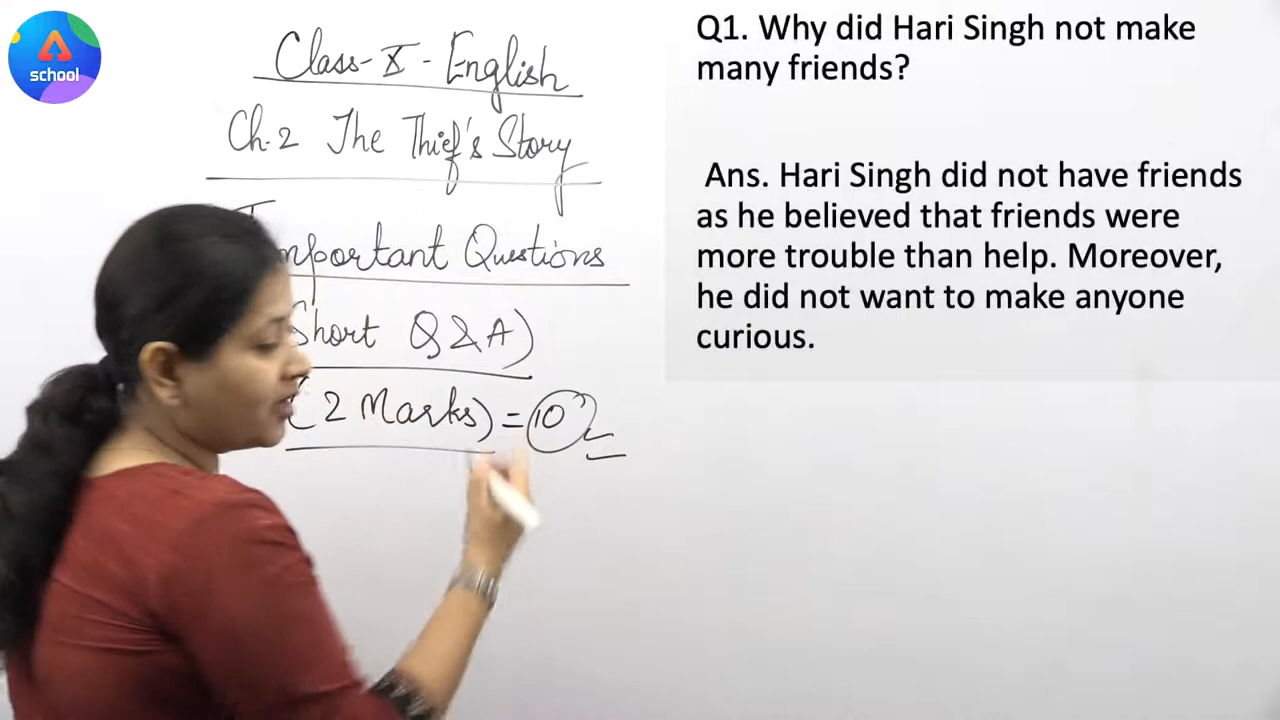 A
school
Class-X - English
Ch.2 The Thief's Story
Important Questions
Short Q & A)
(2 Marks) = 10
Q1. Why did Hari Singh not make
many friends?
Ans. Hari Singh did not have friends
as he believed that friends were
more trouble than help. Moreover,
he did not want to make anyone
curious.